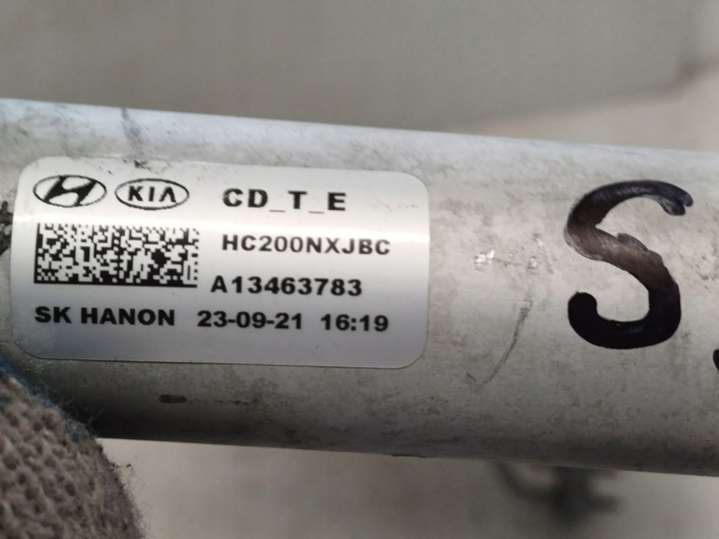 KIA CD_T_E
HC200NXJBC
A13463783
SK HANON 23-09-21 16:19
S